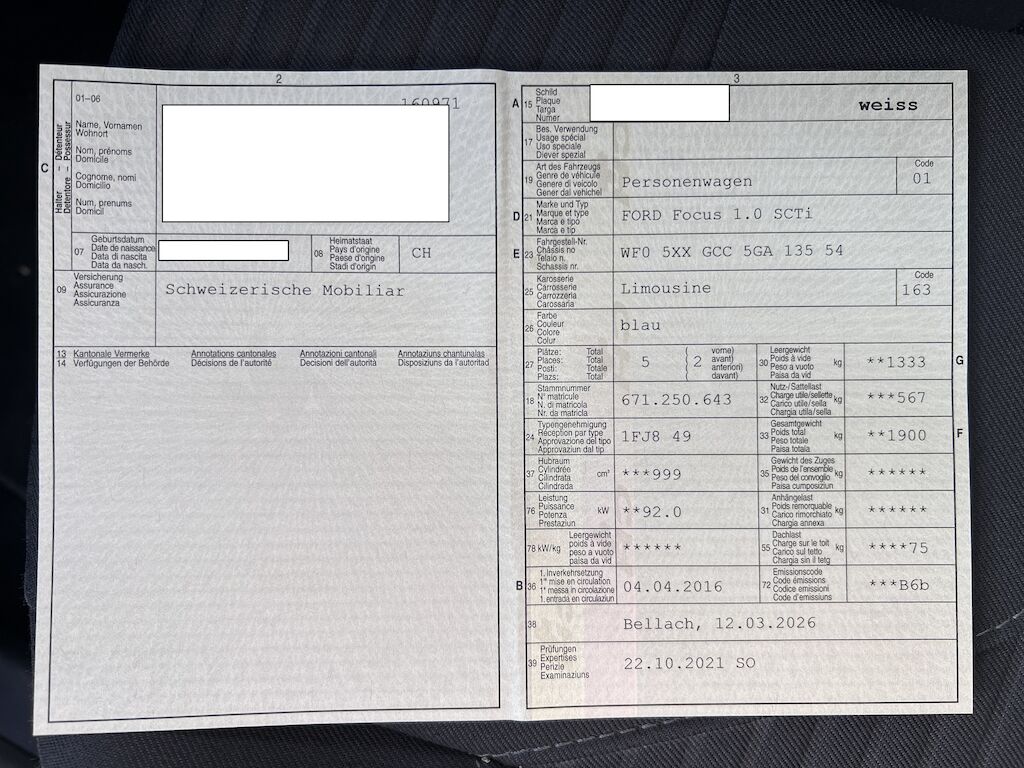 2
01–06
160971
Name, Vornamen
Wohnort
Nom, prénoms
Domicile
Cognome, nomi
Domicilio
Num, prenums
Domicil
C
Halter – Détenteur
Detentore – Possessur
07
Geburtsdatum
Date de naissance
Data di nascita
Data da nasch.
08
Heimatstaat
Pays d'origine
Paese d'origine
Stadi d'origin
CH
09
Versicherung
Assurance
Assicurazione
Assicuranza
Schweizerische Mobiliar
13 Kantonale Vermerke Annotations cantonales Annotazioni cantonali Annotaziuns chantunalas
14 Verfügungen der Behörde Décisions de l'autorité Decisioni dell'autorità Disposiziuns da l'autoritad
3
A 15
Schild
Plaque
Targa
Numer
weiss
17
Bes. Verwendung
Usage spécial
Uso speciale
Diever spezial
19
Art des Fahrzeugs
Genre de véhicule
Genere di veicolo
Gener dal vehichel
Personenwagen
Code
01
D 21
Marke und Typ
Marque et type
Marca e tipo
Marca e tip
FORD Focus 1.0 SCTi
E 23
Fahrgestell-Nr.
Châssis no
Telaio n.
Schassis nr.
WF0 5XX GCC 5GA 135 54
25
Karosserie
Carrosserie
Carrozzeria
Carossaria
Limousine
Code
163
26
Farbe
Couleur
Colore
Colur
blau
27
Plätze: Total
Places: Total
Posti: Totale
Plazs: Total
5 { 2
vorne)
avant)
anteriori)
davant)
30
Leergewicht
Poids à vide
Peso a vuoto
Paisa da vid
kg
**1333
G
18
Stammnummer
N° matricule
N. di matricola
Nr. da matricla
671.250.643
32
Nutz-/Sattellast
Charge utile/sellette
Carico utile/sella
Chargia utila/sella
kg
***567
24
Typengenehmigung
Réception par type
Approvazione del tipo
Approvaziun dal tip
1FJ8 49
33
Gesamtgewicht
Poids total
Peso totale
Paisa totala
kg
**1900
F
37
Hubraum
Cylindrée
Cilindrata
Cilindrada
cm³
***999
35
Gewicht des Zuges
Poids de l'ensemble
Peso del convoglio
Paisa cumposiziun
kg
******
76
Leistung
Puissance
Potenza
Prestaziun
kW
**92.0
31
Anhängelast
Poids remorquable
Carico rimorchiato
Chargia annexa
kg
******
78 kW/kg
Leergewicht
poids à vide
peso a vuoto
paisa da vid
******
55
Dachlast
Charge sur le toit
Carico sul tetto
Chargia sin il tetg
kg
****75
B 36
1. Inverkehrsetzung
1re mise en circulation
1a messa in circolazione
1. entrada en circulaziun
04.04.2016
72
Emissionscode
Code émissions
Codice emissioni
Code d'emissiuns
***B6b
38
Bellach, 12.03.2026
39
Prüfungen
Expertises
Perizie
Examinaziuns
22.10.2021 SO